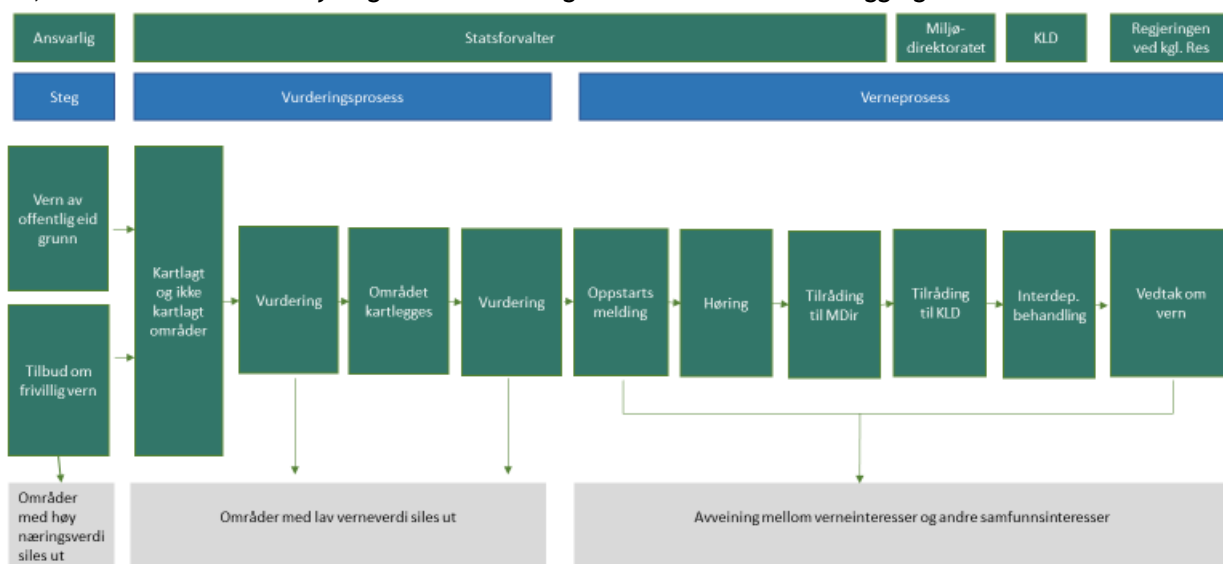 Ansvarlig
Statsforvalter
Miljø-
direktoratet
KLD
Regjeringen
ved kgl. Res
Steg
Vurderingsprosess
Verneprosess
Vern av
offentlig eid
grunn
Tilbud om
frivillig vern
Kartlagt
og ikke
kartlagt
områder
Vurdering
Området
kartlegges
Vurdering
Oppstarts
melding
Høring
Tilråding
til MDir
Tilråding
til KLD
Interdep.
behandling
Vedtak om
vern
Områder
med høy
næringsverdi
siles ut
Områder med lav verneverdi siles ut
Avveining mellom verneinteresser og andre samfunnsinteresser